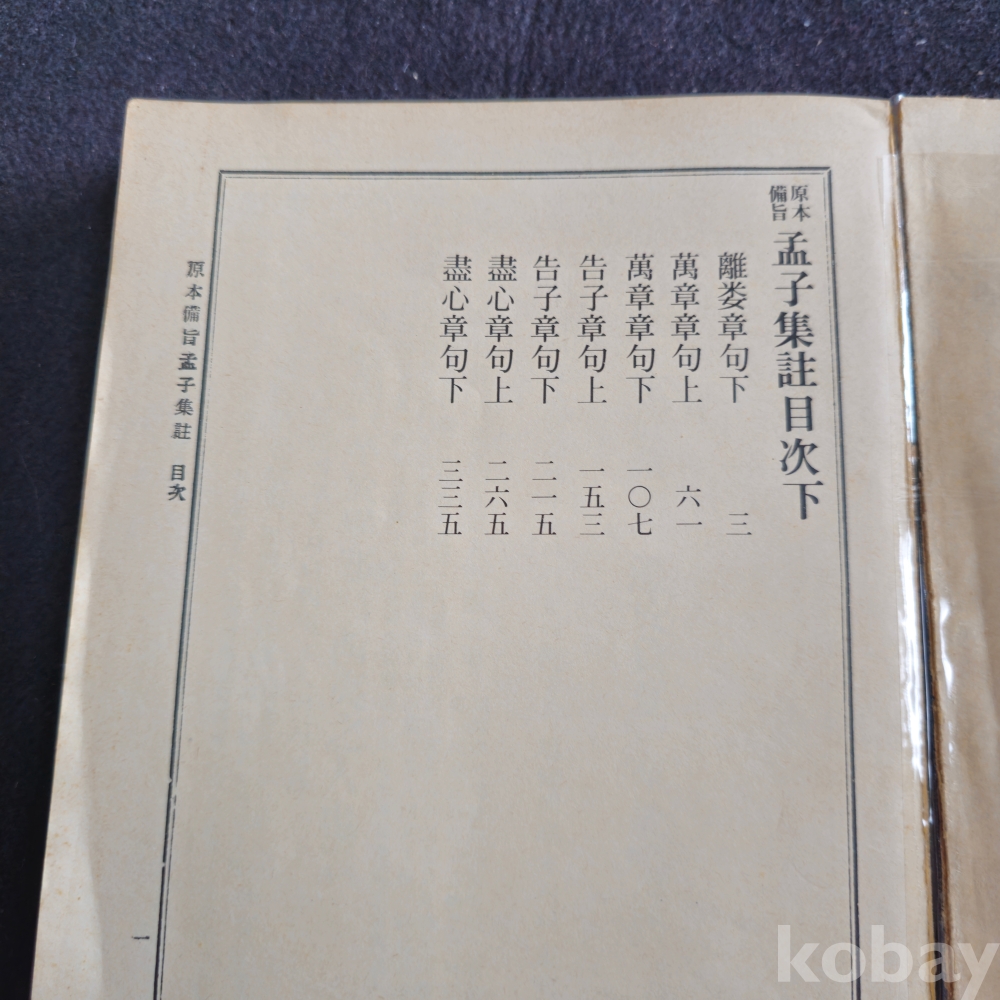 原本備旨 孟子集註目次下
離婁章句下 三
萬章章句上 六一
萬章章句下 一〇七
告子章句上 一五三
告子章句下 二一五
盡心章句上 二六五
盡心章句下 三三五
原本備旨孟子集註 目次
一
kobay